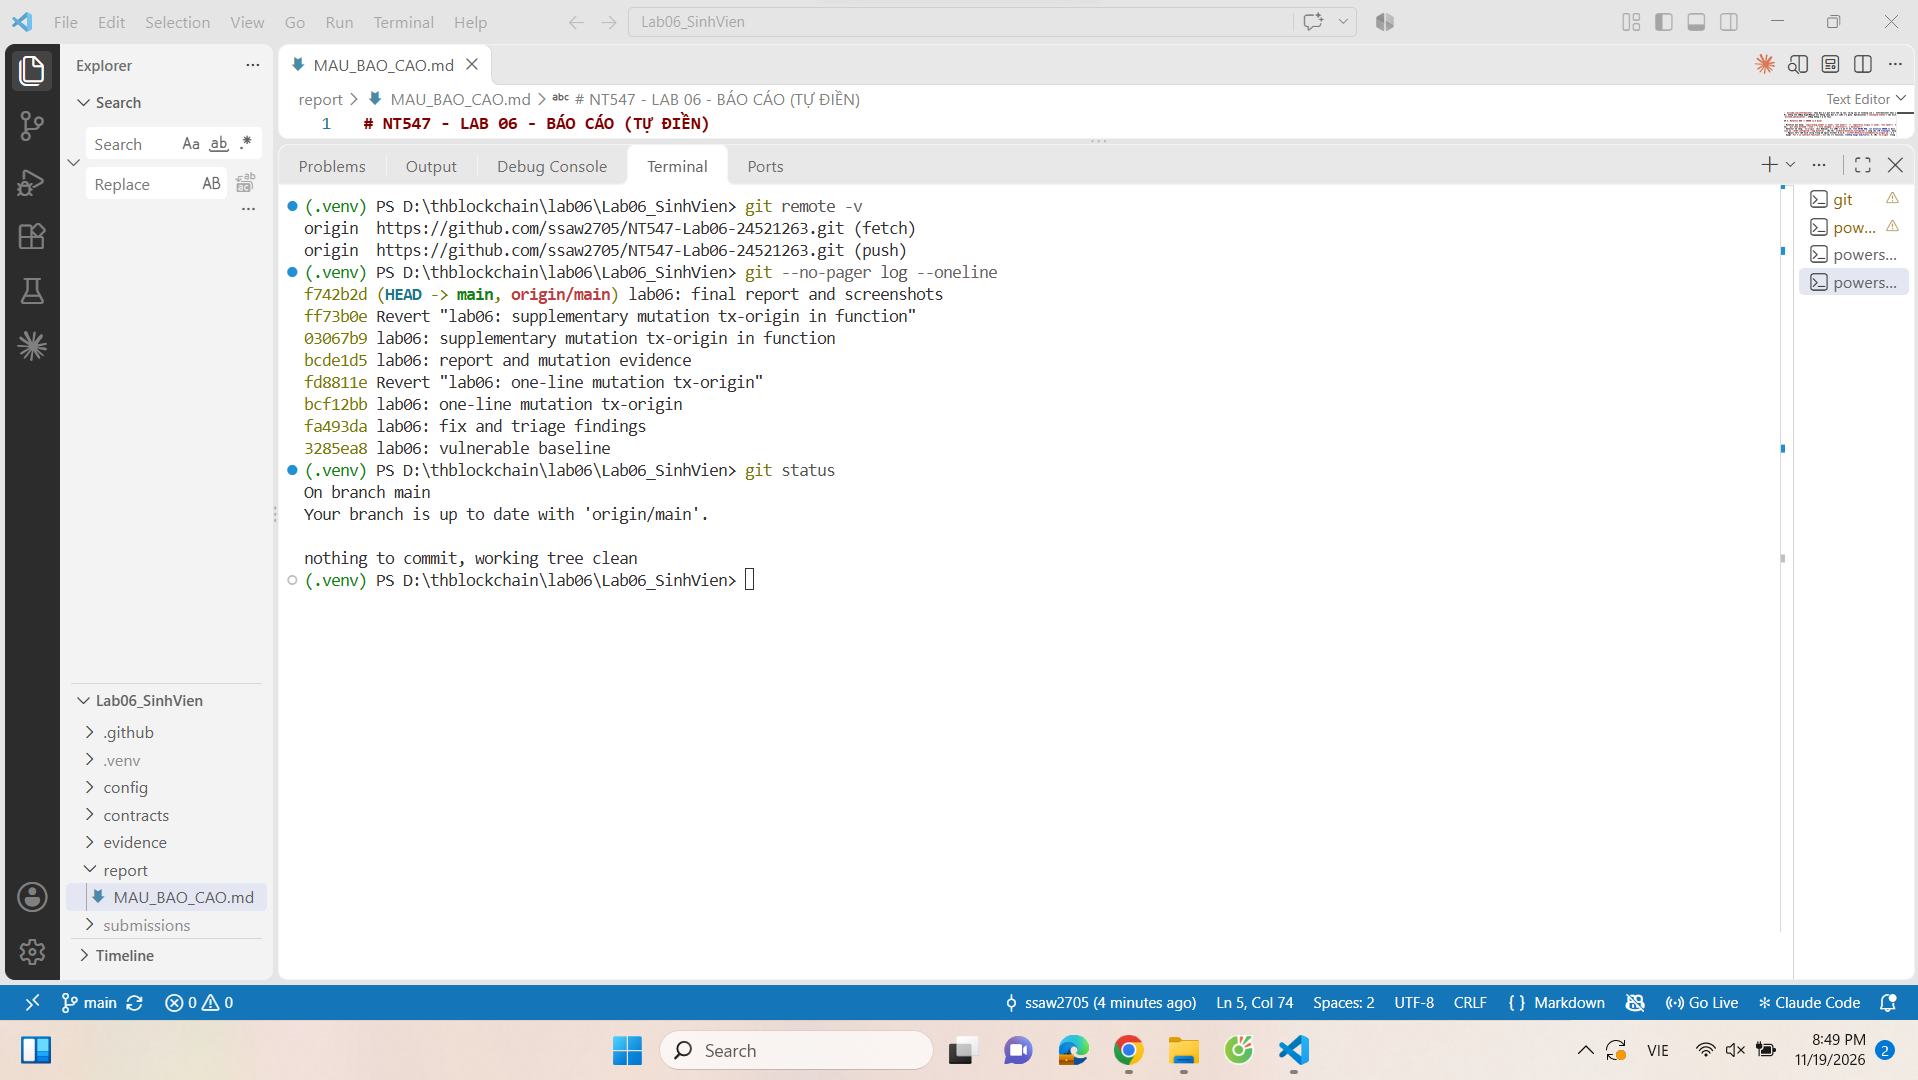 File Edit Selection View Go Run Terminal Help
Lab06_SinhVien
Explorer
Search
Search Aa ab .*
Replace AB
MAU_BAO_CAO.md
report > MAU_BAO_CAO.md > abc # NT547 - LAB 06 - BÁO CÁO (TỰ ĐIỀN)
Text Editor
1 # NT547 - LAB 06 - BÁO CÁO (TỰ ĐIỀN)
Problems Output Debug Console Terminal Ports
(.venv) PS D:\thblockchain\lab06\Lab06_SinhVien> git remote -v
origin https://github.com/ssaw2705/NT547-Lab06-24521263.git (fetch)
origin https://github.com/ssaw2705/NT547-Lab06-24521263.git (push)
(.venv) PS D:\thblockchain\lab06\Lab06_SinhVien> git --no-pager log --oneline
f742b2d (HEAD -> main, origin/main) lab06: final report and screenshots
ff73b0e Revert "lab06: supplementary mutation tx-origin in function"
03067b9 lab06: supplementary mutation tx-origin in function
bcde1d5 lab06: report and mutation evidence
fd8811e Revert "lab06: one-line mutation tx-origin"
bcf12bb lab06: one-line mutation tx-origin
fa493da lab06: fix and triage findings
3285ea8 lab06: vulnerable baseline
(.venv) PS D:\thblockchain\lab06\Lab06_SinhVien> git status
On branch main
Your branch is up to date with 'origin/main'.
nothing to commit, working tree clean
(.venv) PS D:\thblockchain\lab06\Lab06_SinhVien>
git
pow...
powers...
powers...
Lab06_SinhVien
.github
.venv
config
contracts
evidence
report
MAU_BAO_CAO.md
submissions
Timeline
main 0 0
ssaw2705 (4 minutes ago) Ln 5, Col 74 Spaces: 2 UTF-8 CRLF { } Markdown Go Live Claude Code
Search
VIE
8:49 PM
11/19/2026
2